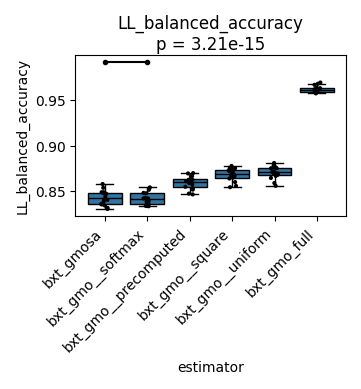 LL_balanced_accuracy
p = 3.21e-15
LL_balanced_accuracy
0.95
0.90
0.85
bxt_gmosa
bxt_gmo__softmax
bxt_gmo__precomputed
bxt_gmo__square
bxt_gmo__uniform
bxt_gmo_full
estimator